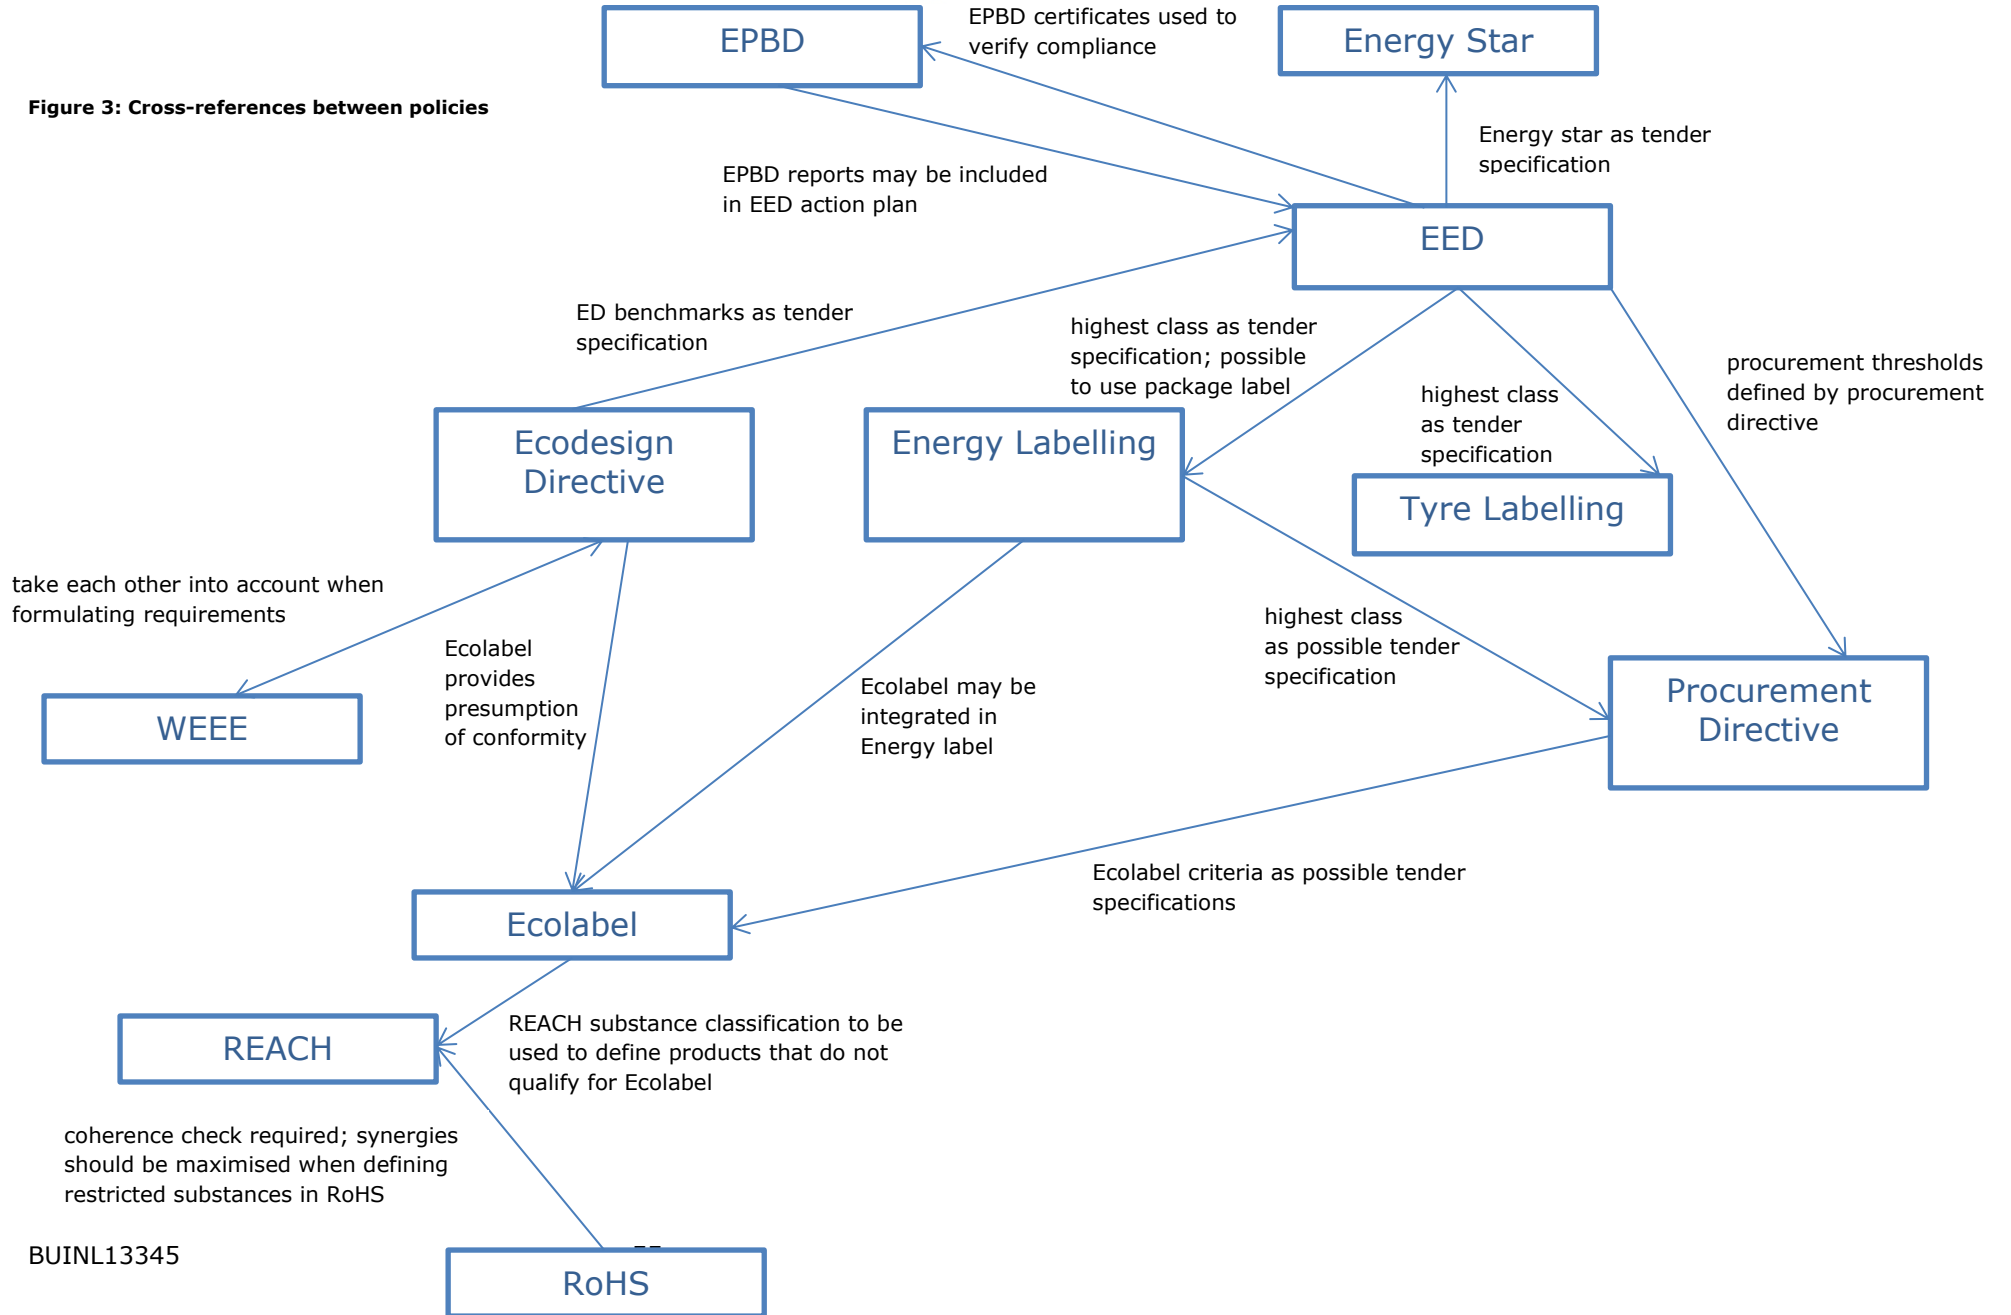 EPBD
EPBD certificates used to
verify compliance
Energy Star
Figure 3: Cross-references between policies
Energy star as tender
specification
EPBD reports may be included
in EED action plan
EED
ED benchmarks as tender
specification
highest class as tender
specification; possible
to use package label
procurement thresholds
defined by procurement
directive
highest class
as tender
specification
Ecodesign
Directive
Energy Labelling
Tyre Labelling
take each other into account when
formulating requirements
highest class
as possible tender
specification
Ecolabel
provides
presumption
of conformity
Ecolabel may be
integrated in
Energy label
WEEE
Procurement
Directive
Ecolabel criteria as possible tender
specifications
Ecolabel
REACH
REACH substance classification to be
used to define products that do not
qualify for Ecolabel
coherence check required; synergies
should be maximised when defining
restricted substances in RoHS
BUINL13345
RoHS